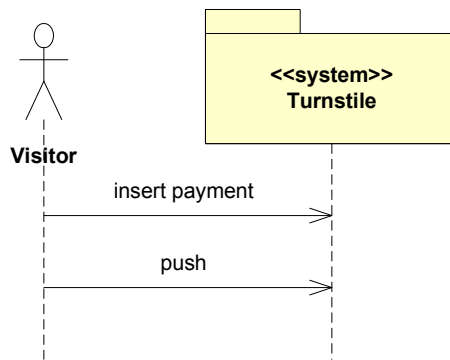 <<system>>
Turnstile
Visitor
insert payment
push